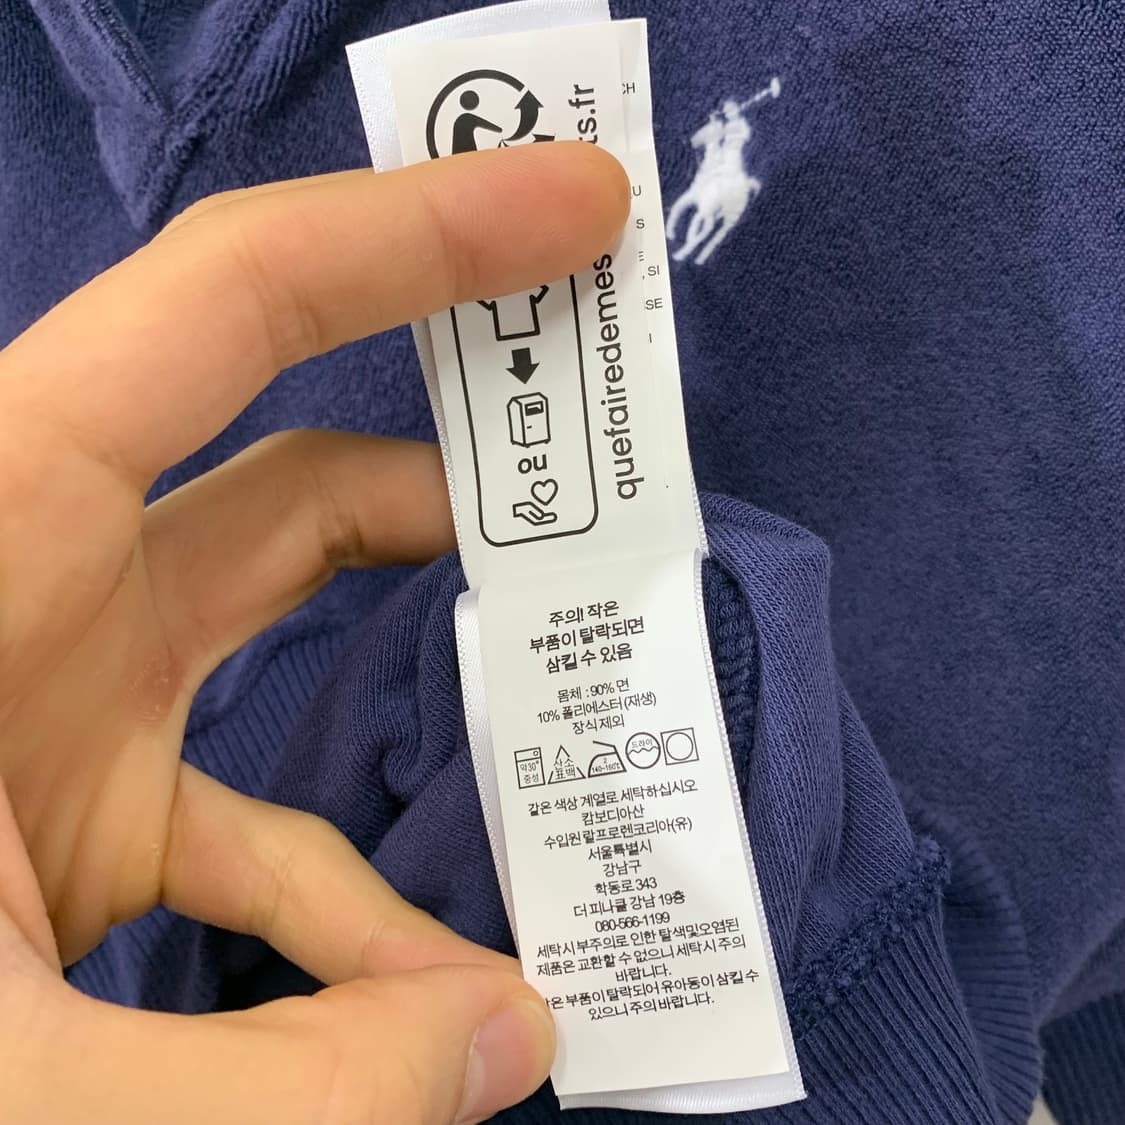 quefairedemes
ts.fr
CH
U
S
E
,SI
SE
I
주의! 작은
부품이 탈락되면
삼킬 수 있음
몸체 : 90% 면
10% 폴리에스터(재생)
장식 제외
약30°
중성
산소
표백
2
140~160℃
드라이
같은 색상 계열로 세탁하십시오
캄보디아산
수입원 랄프로렌코리아(유)
서울특별시
강남구
학동로 343
더 피나클 강남 19층
080-566-1199
세탁 시 부주의로 인한 탈색및오염된
제품은 교환할 수 없으니 세탁시 주의
바랍니다.
은 부품이 탈락되어 유아동이 삼킬 수
있으니 주의 바랍니다.